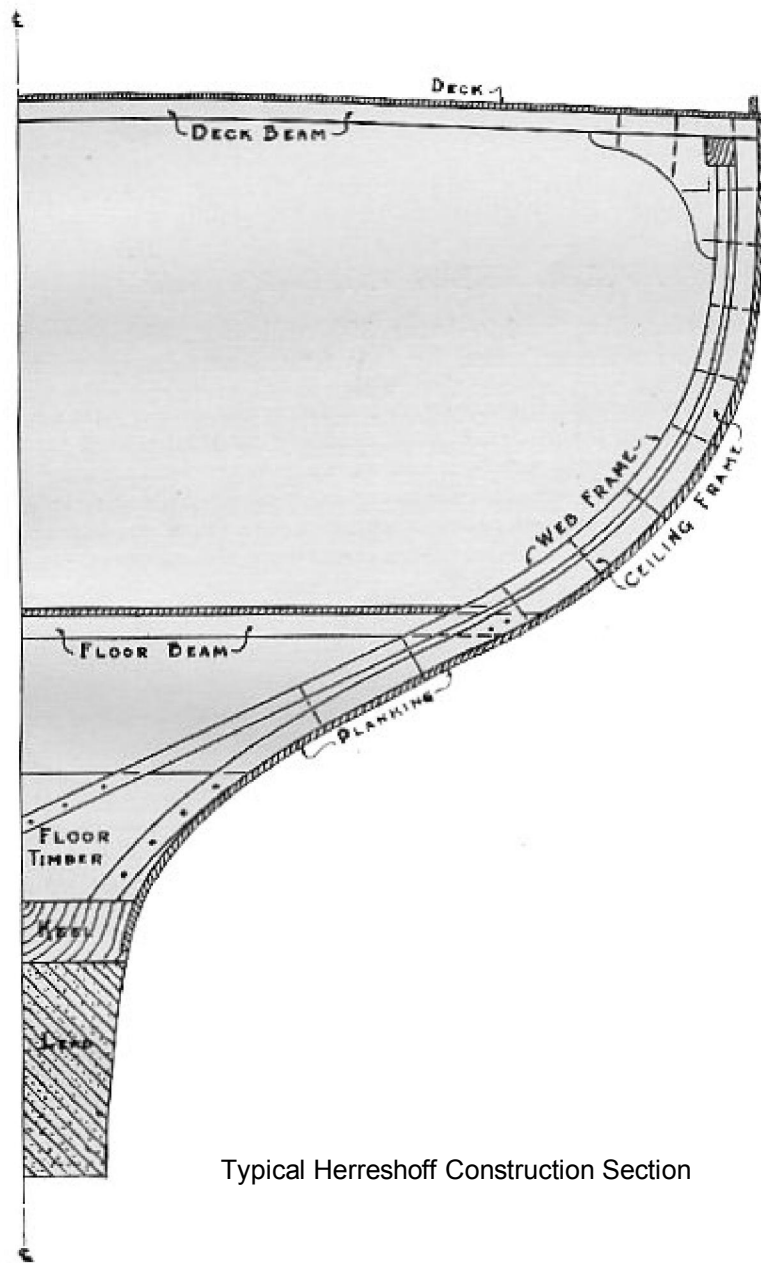 ℄
DECK
DECK BEAM
WEB FRAME
CEILING FRAME
FLOOR BEAM
PLANKING
FLOOR
TIMBER
KEEL
LEAD
Typical Herreshoff Construction Section
℄